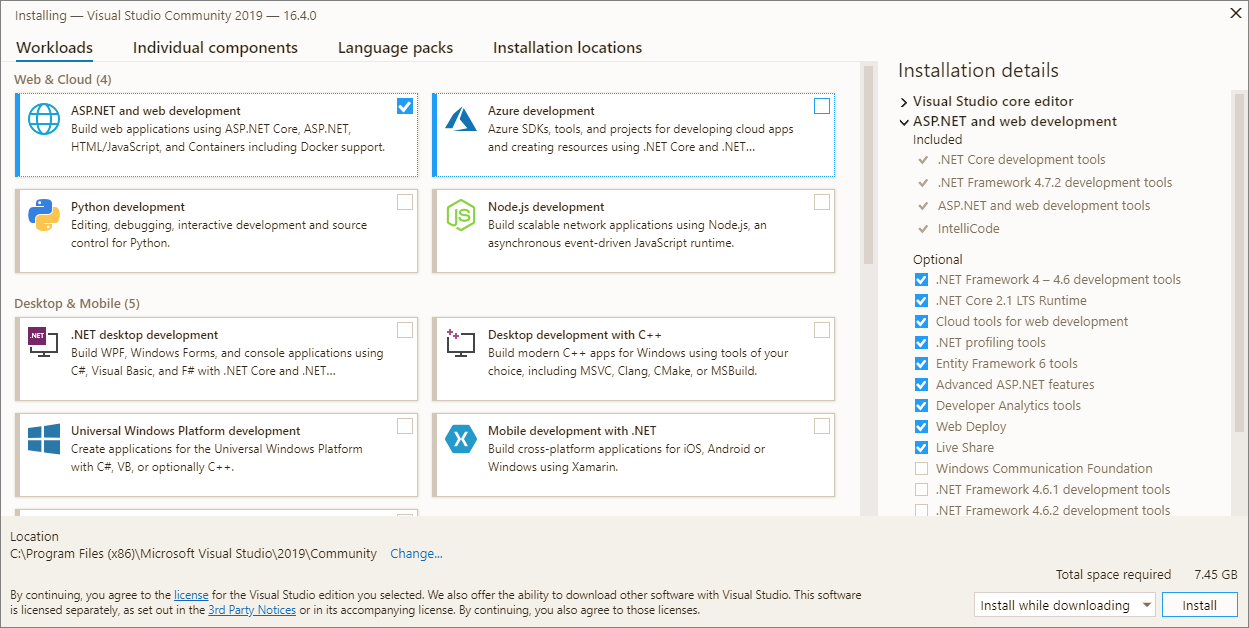 Installing — Visual Studio Community 2019 — 16.4.0
Workloads
Individual components
Language packs
Installation locations
Web & Cloud (4)
ASP.NET and web development
Build web applications using ASP.NET Core, ASP.NET,
HTML/JavaScript, and Containers including Docker support.
Azure development
Azure SDKs, tools, and projects for developing cloud apps
and creating resources using .NET Core and .NET...
Python development
Editing, debugging, interactive development and source
control for Python.
Node.js development
Build scalable network applications using Node.js, an
asynchronous event-driven JavaScript runtime.
Desktop & Mobile (5)
.NET
.NET desktop development
Build WPF, Windows Forms, and console applications using
C#, Visual Basic, and F# with .NET Core and .NET...
Desktop development with C++
Build modern C++ apps for Windows using tools of your
choice, including MSVC, Clang, CMake, or MSBuild.
Universal Windows Platform development
Create applications for the Universal Windows Platform
with C#, VB, or optionally C++.
Mobile development with .NET
Build cross-platform applications for iOS, Android or
Windows using Xamarin.
Installation details
Visual Studio core editor
ASP.NET and web development
Included
.NET Core development tools
.NET Framework 4.7.2 development tools
ASP.NET and web development tools
IntelliCode
Optional
.NET Framework 4 – 4.6 development tools
.NET Core 2.1 LTS Runtime
Cloud tools for web development
.NET profiling tools
Entity Framework 6 tools
Advanced ASP.NET features
Developer Analytics tools
Web Deploy
Live Share
Windows Communication Foundation
.NET Framework 4.6.1 development tools
.NET Framework 4.6.2 development tools
Location
C:\Program Files (x86)\Microsoft Visual Studio\2019\Community Change...
Total space required 7.45 GB
By continuing, you agree to the license for the Visual Studio edition you selected. We also offer the ability to download other software with Visual Studio. This software
is licensed separately, as set out in the 3rd Party Notices or in its accompanying license. By continuing, you also agree to those licenses.
Install while downloading
Install